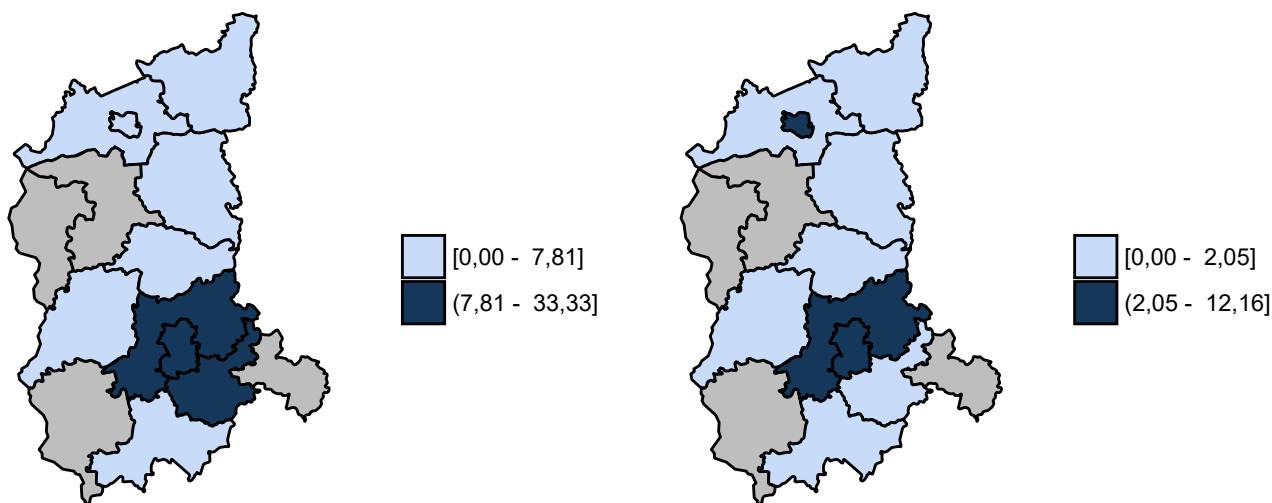 [0,00 -  7,81]
(7,81 -  33,33]
[0,00 -  2,05]
(2,05 -  12,16]